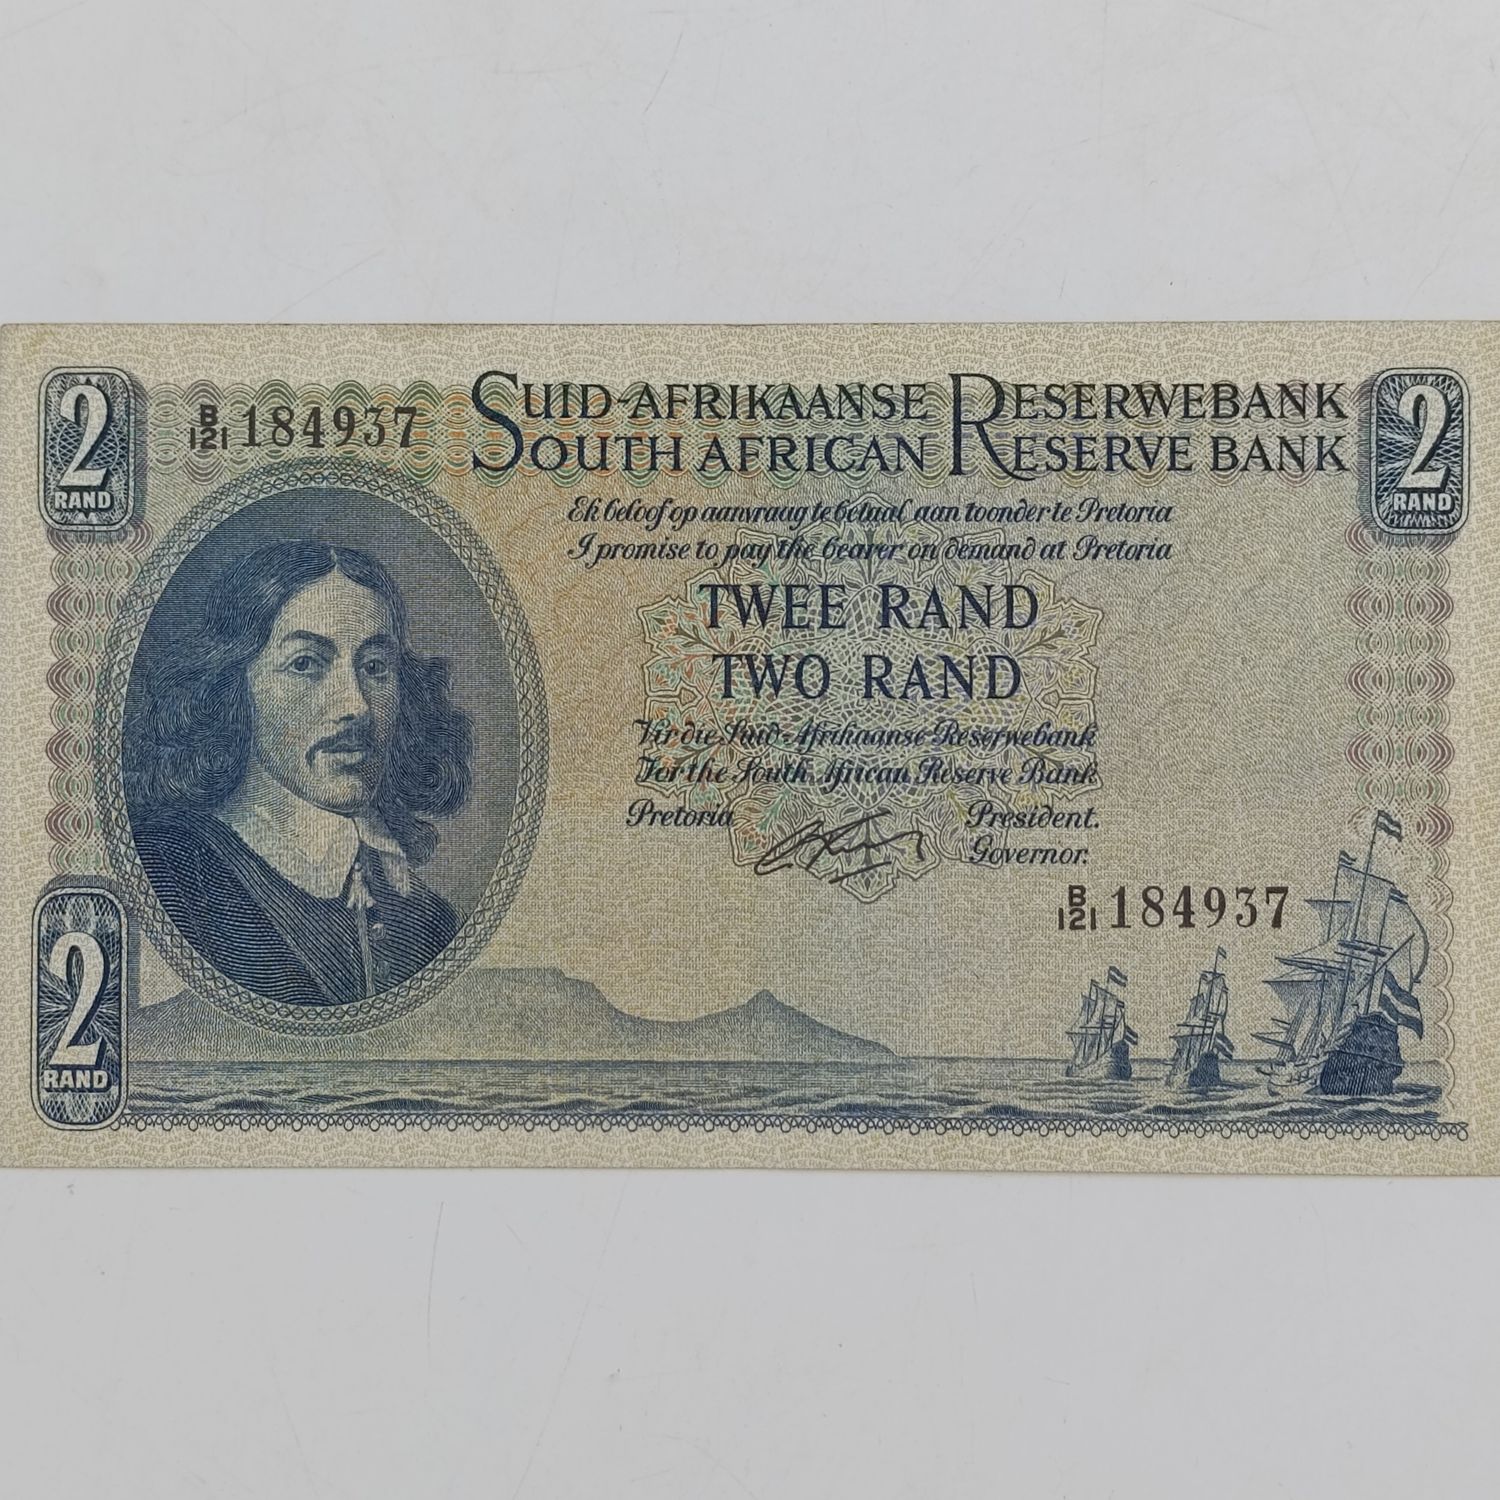 2
RAND
B/121 184937
SUID-AFRIKAANSE RESERWEBANK
SOUTH AFRICAN RESERVE BANK
2
RAND
Ek beloof op aanvraag te betaal aan toonder te Pretoria
I promise to pay the bearer on demand at Pretoria
TWEE RAND
TWO RAND
Vir die Suid-Afrikaanse Reserwebank
For the South African Reserve Bank
Pretoria President.
Governor.
B/121 184937
2
RAND